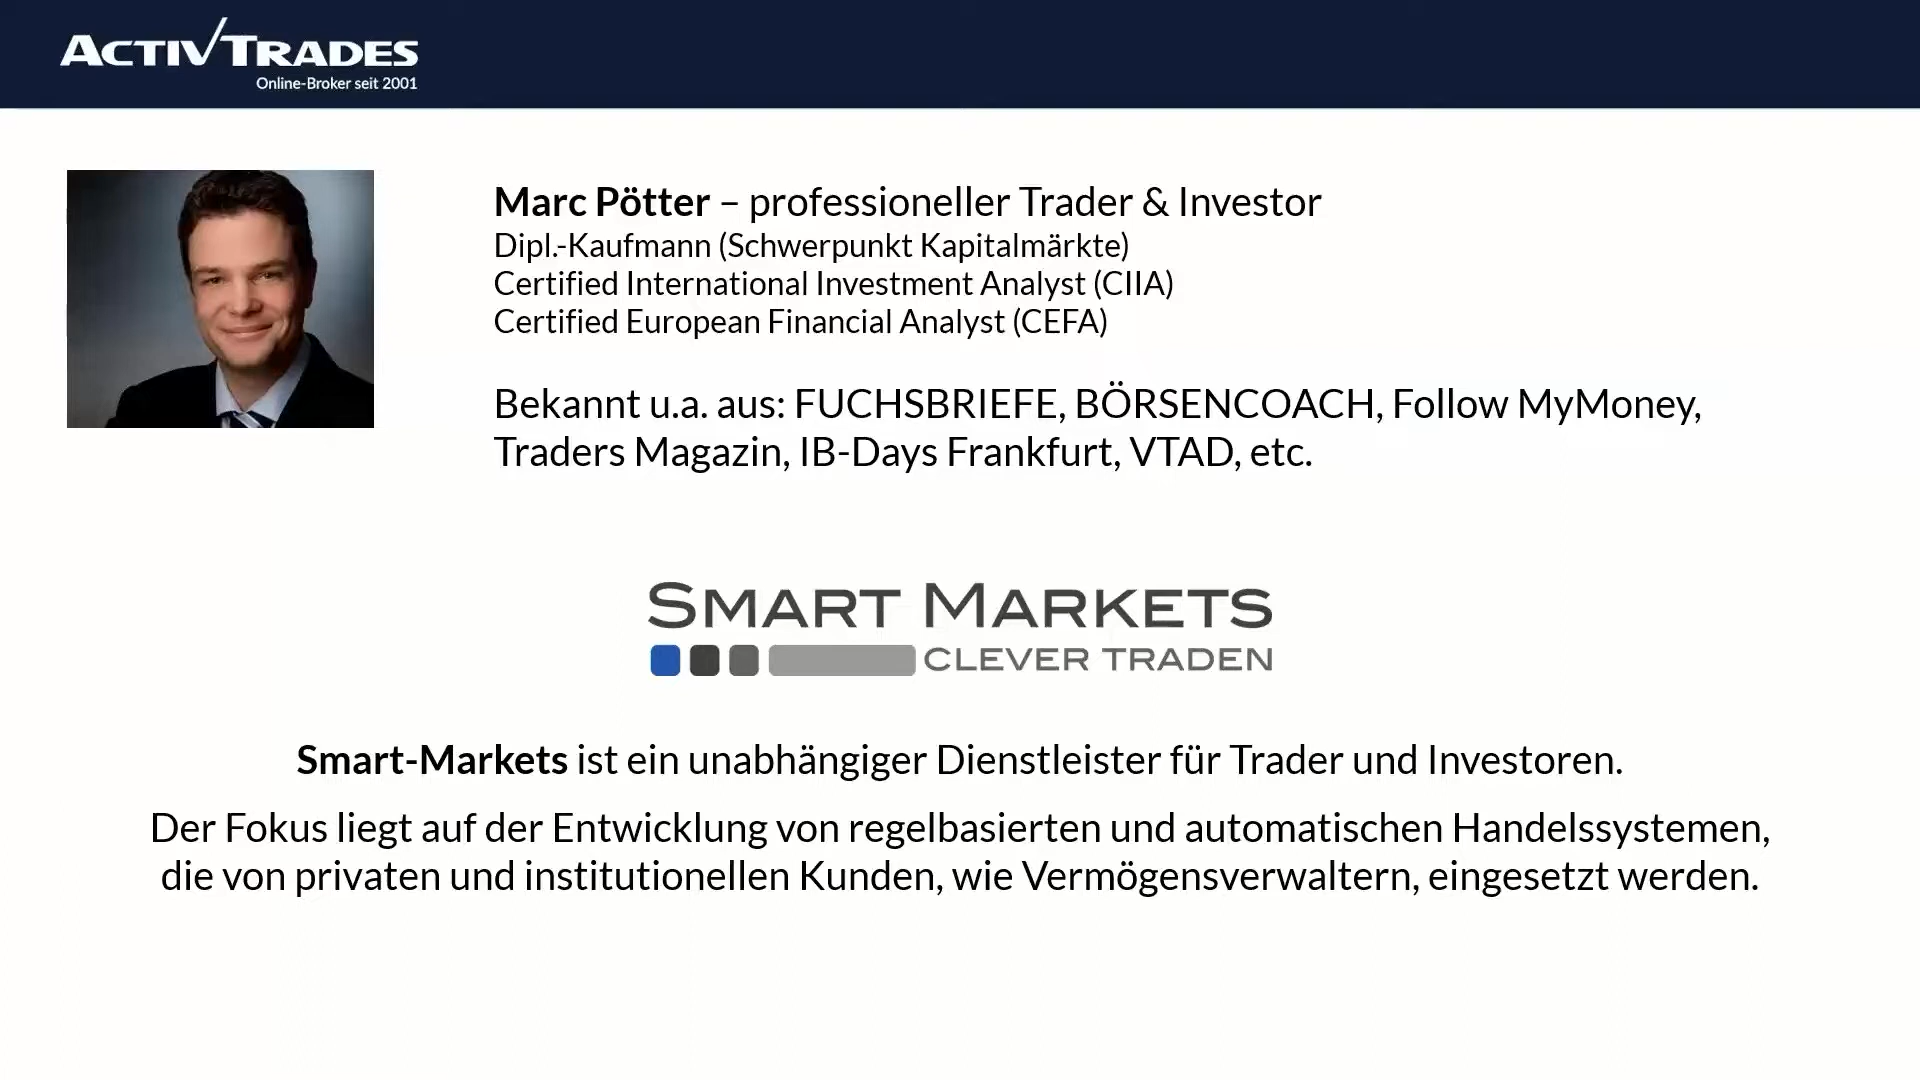 ACTIVTRADES
Online-Broker seit 2001
Marc Pötter – professioneller Trader & Investor
Dipl.-Kaufmann (Schwerpunkt Kapitalmärkte)
Certified International Investment Analyst (CIIA)
Certified European Financial Analyst (CEFA)
Bekannt u.a. aus: FUCHSBRIEFE, BÖRSENCOACH, Follow MyMoney,
Traders Magazin, IB-Days Frankfurt, VTAD, etc.
SMART MARKETS
CLEVER TRADEN
Smart-Markets ist ein unabhängiger Dienstleister für Trader und Investoren.
Der Fokus liegt auf der Entwicklung von regelbasierten und automatischen Handelssystemen,
die von privaten und institutionellen Kunden, wie Vermögensverwaltern, eingesetzt werden.